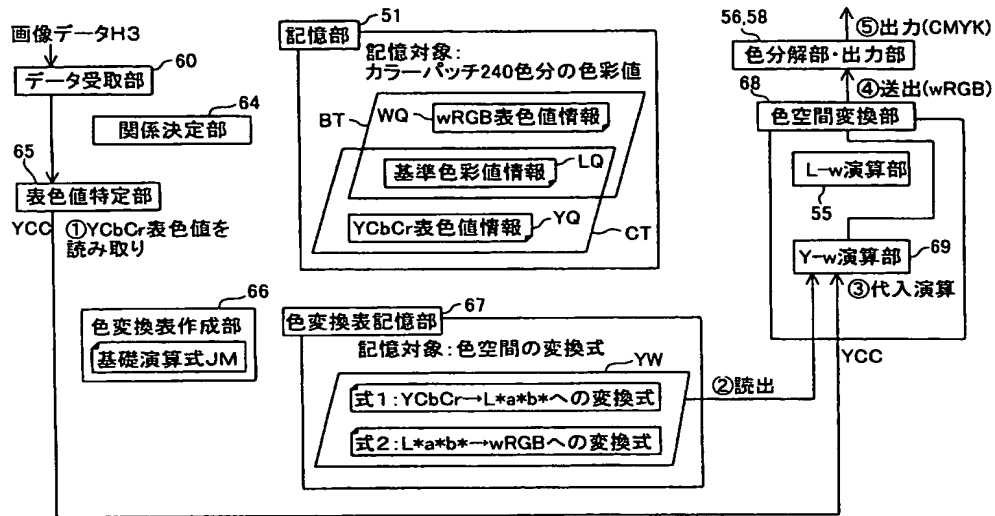 画像データH3
60
データ受取部
64
関係決定部
65
表色値特定部
YCC
①YCbCr表色値を
読み取り
66
色変換表作成部
基礎演算式JM
51
記憶部
記憶対象:
カラーパッチ240色分の色彩値
BT
WQ
wRGB表色値情報
基準色彩値情報
LQ
YCbCr表色値情報
YQ
CT
67
色変換表記憶部
記憶対象:色空間の変換式
YW
式1:YCbCr→L*a*b*への変換式
式2:L*a*b*→wRGBへの変換式
②読出
56,58
⑤出力(CMYK)
色分解部・出力部
68
④送出(wRGB)
色空間変換部
L-w演算部
55
Y-w演算部
69
③代入演算
YCC